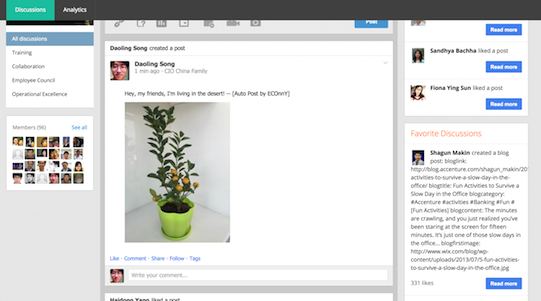 Discussions
Analytics
All discussions
Training
Collaboration
Employee Council
Operational Excellence
Members (96)
See all
Post
Daoling Song created a post
Daoling Song
1 min ago · CIO China Family
Hey, my friends, I'm living in the desert! -- [Auto Post by ECOnnY]
Like · Comment · Share · Follow · Tags
Write your comment...
Haidong Yang liked a post
Read more
Sandhya Bachha liked a post
Read more
Fiona Ying Sun liked a post
Read more
Favorite Discussions
Shagun Makin created a blog
post: bloglink:
http://blog.accenture.com/shagun_makin/20
activities-to-survive-a-slow-day-in-the-
office/ blogtitle: Fun Activities to Survive a
Slow Day in the Office blogcategory:
#Accenture #activities #Banking #Fun #
[Fun Activities] blogcontent: The minutes
are crawling, and you just realized you've
been staring at the screen for fifteen
minutes. It's just one of those slow days
in the office... blogfirstimage:
http://www.wix.com/blog/wp-
content/uploads/2013/07/5-fun-activities-
to-survive-a-slow-day-in-the-office.jpg
331 likes
Read more